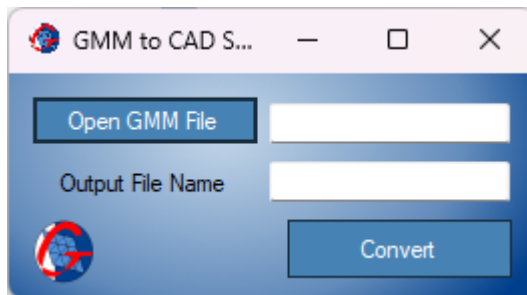 GMM to CAD S...
Open GMM File
Output File Name
Convert